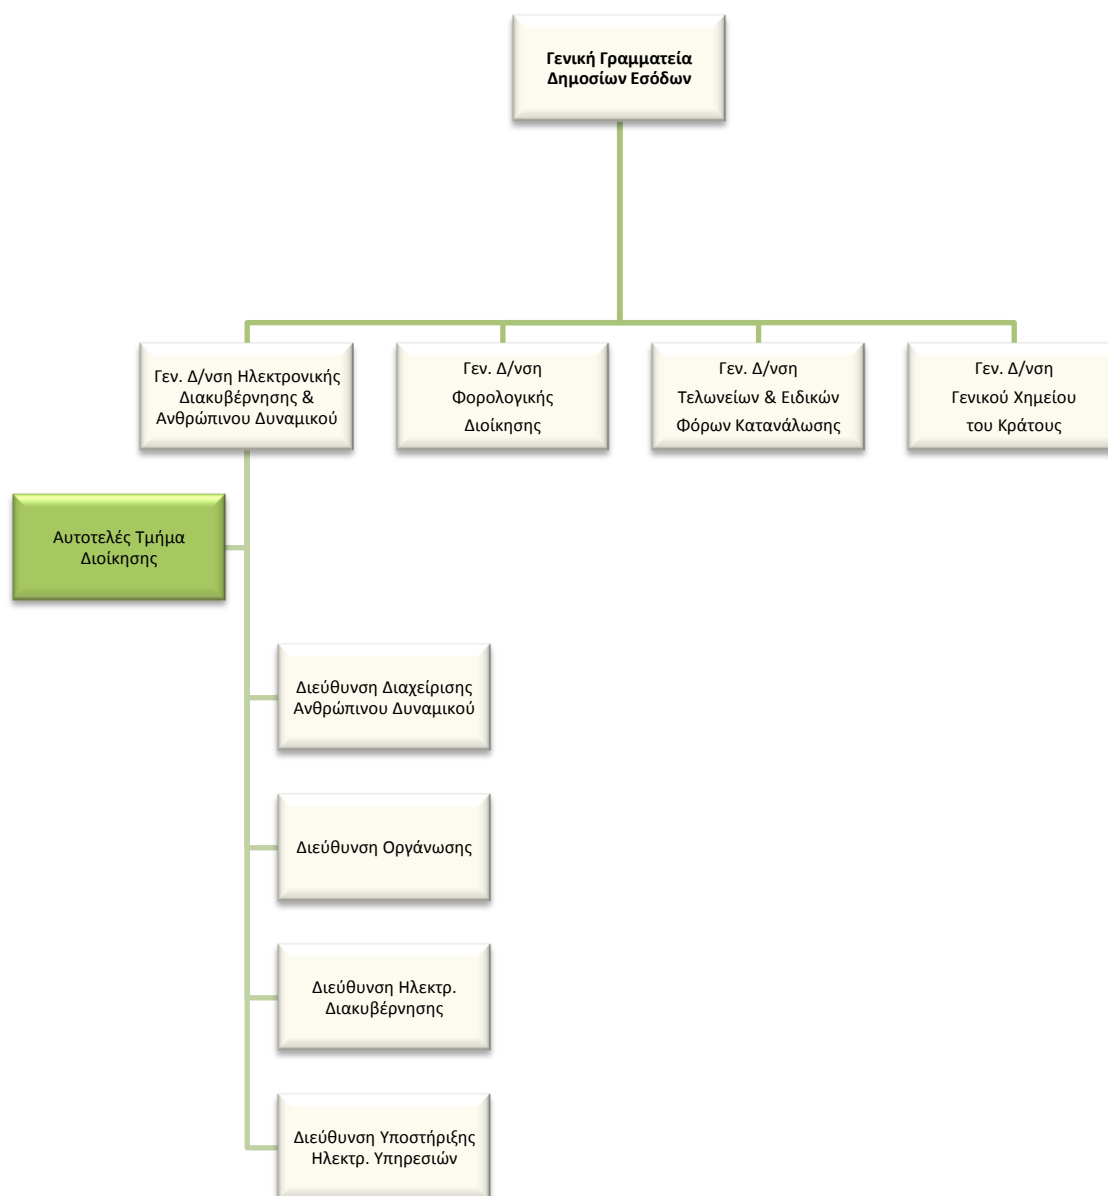 Γενική Γραμματεία
Δημοσίων Εσόδων
Γεν. Δ/νση Ηλεκτρονικής
Διακυβέρνησης &
Ανθρώπινου Δυναμικού
Γεν. Δ/νση
Φορολογικής
Διοίκησης
Γεν. Δ/νση
Τελωνείων & Ειδικών
Φόρων Κατανάλωσης
Γεν. Δ/νση
Γενικού Χημείου
του Κράτους
Αυτοτελές Τμήμα
Διοίκησης
Διεύθυνση Διαχείρισης
Ανθρώπινου Δυναμικού
Διεύθυνση Οργάνωσης
Διεύθυνση Ηλεκτρ.
Διακυβέρνησης
Διεύθυνση Υποστήριξης
Ηλεκτρ. Υπηρεσιών